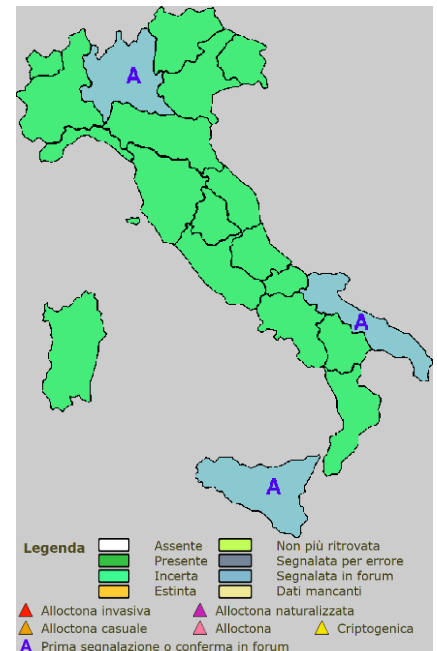 A
A
A
Legenda
Assente Non più ritrovata
Presente Segnalata per errore
Incerta Segnalata in forum
Estinta Dati mancanti
Alloctona invasiva Alloctona naturalizzata
Alloctona casuale Alloctona Criptogenica
A Prima segnalazione o conferma in forum